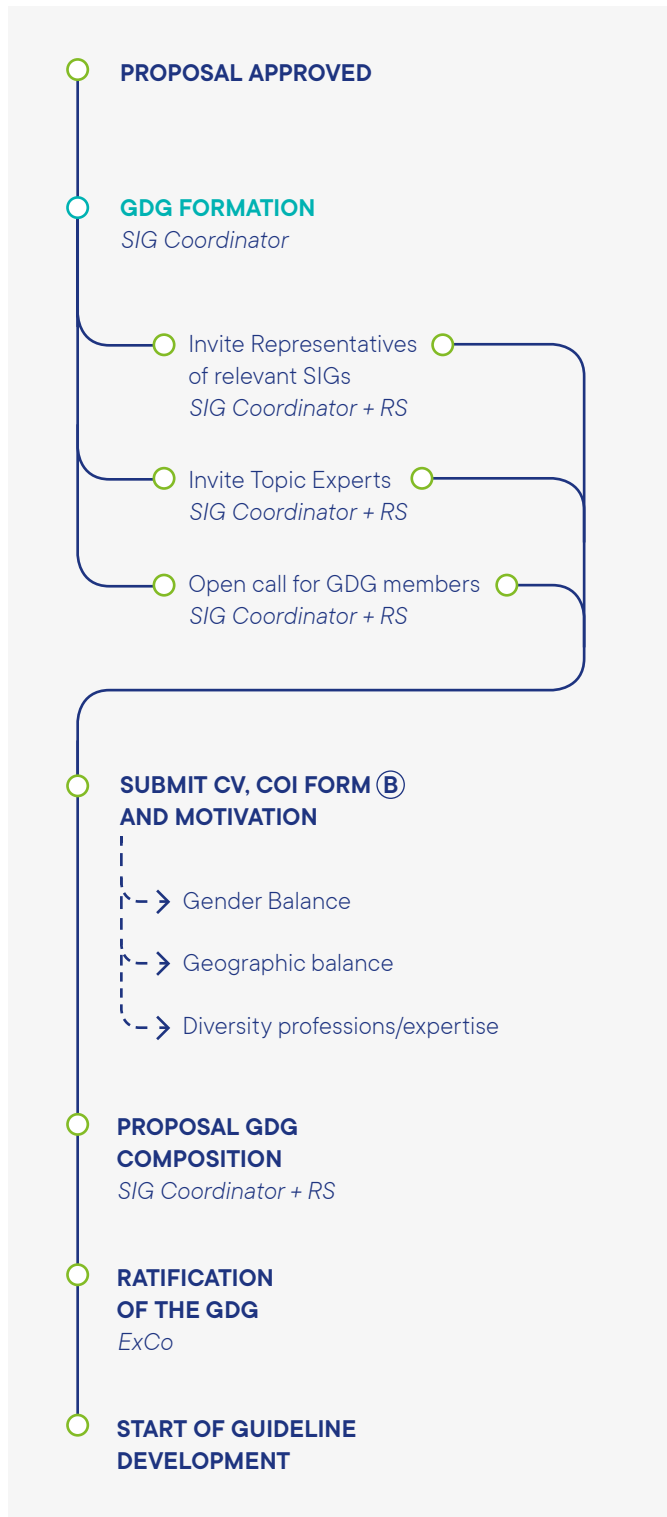 PROPOSAL APPROVED
GDG FORMATION
SIG Coordinator
Invite Representatives
of relevant SIGs
SIG Coordinator + RS
Invite Topic Experts
SIG Coordinator + RS
Open call for GDG members
SIG Coordinator + RS
SUBMIT CV, COI FORM Ⓑ
AND MOTIVATION
Gender Balance
Geographic balance
Diversity professions/expertise
PROPOSAL GDG
COMPOSITION
SIG Coordinator + RS
RATIFICATION
OF THE GDG
ExCo
START OF GUIDELINE
DEVELOPMENT